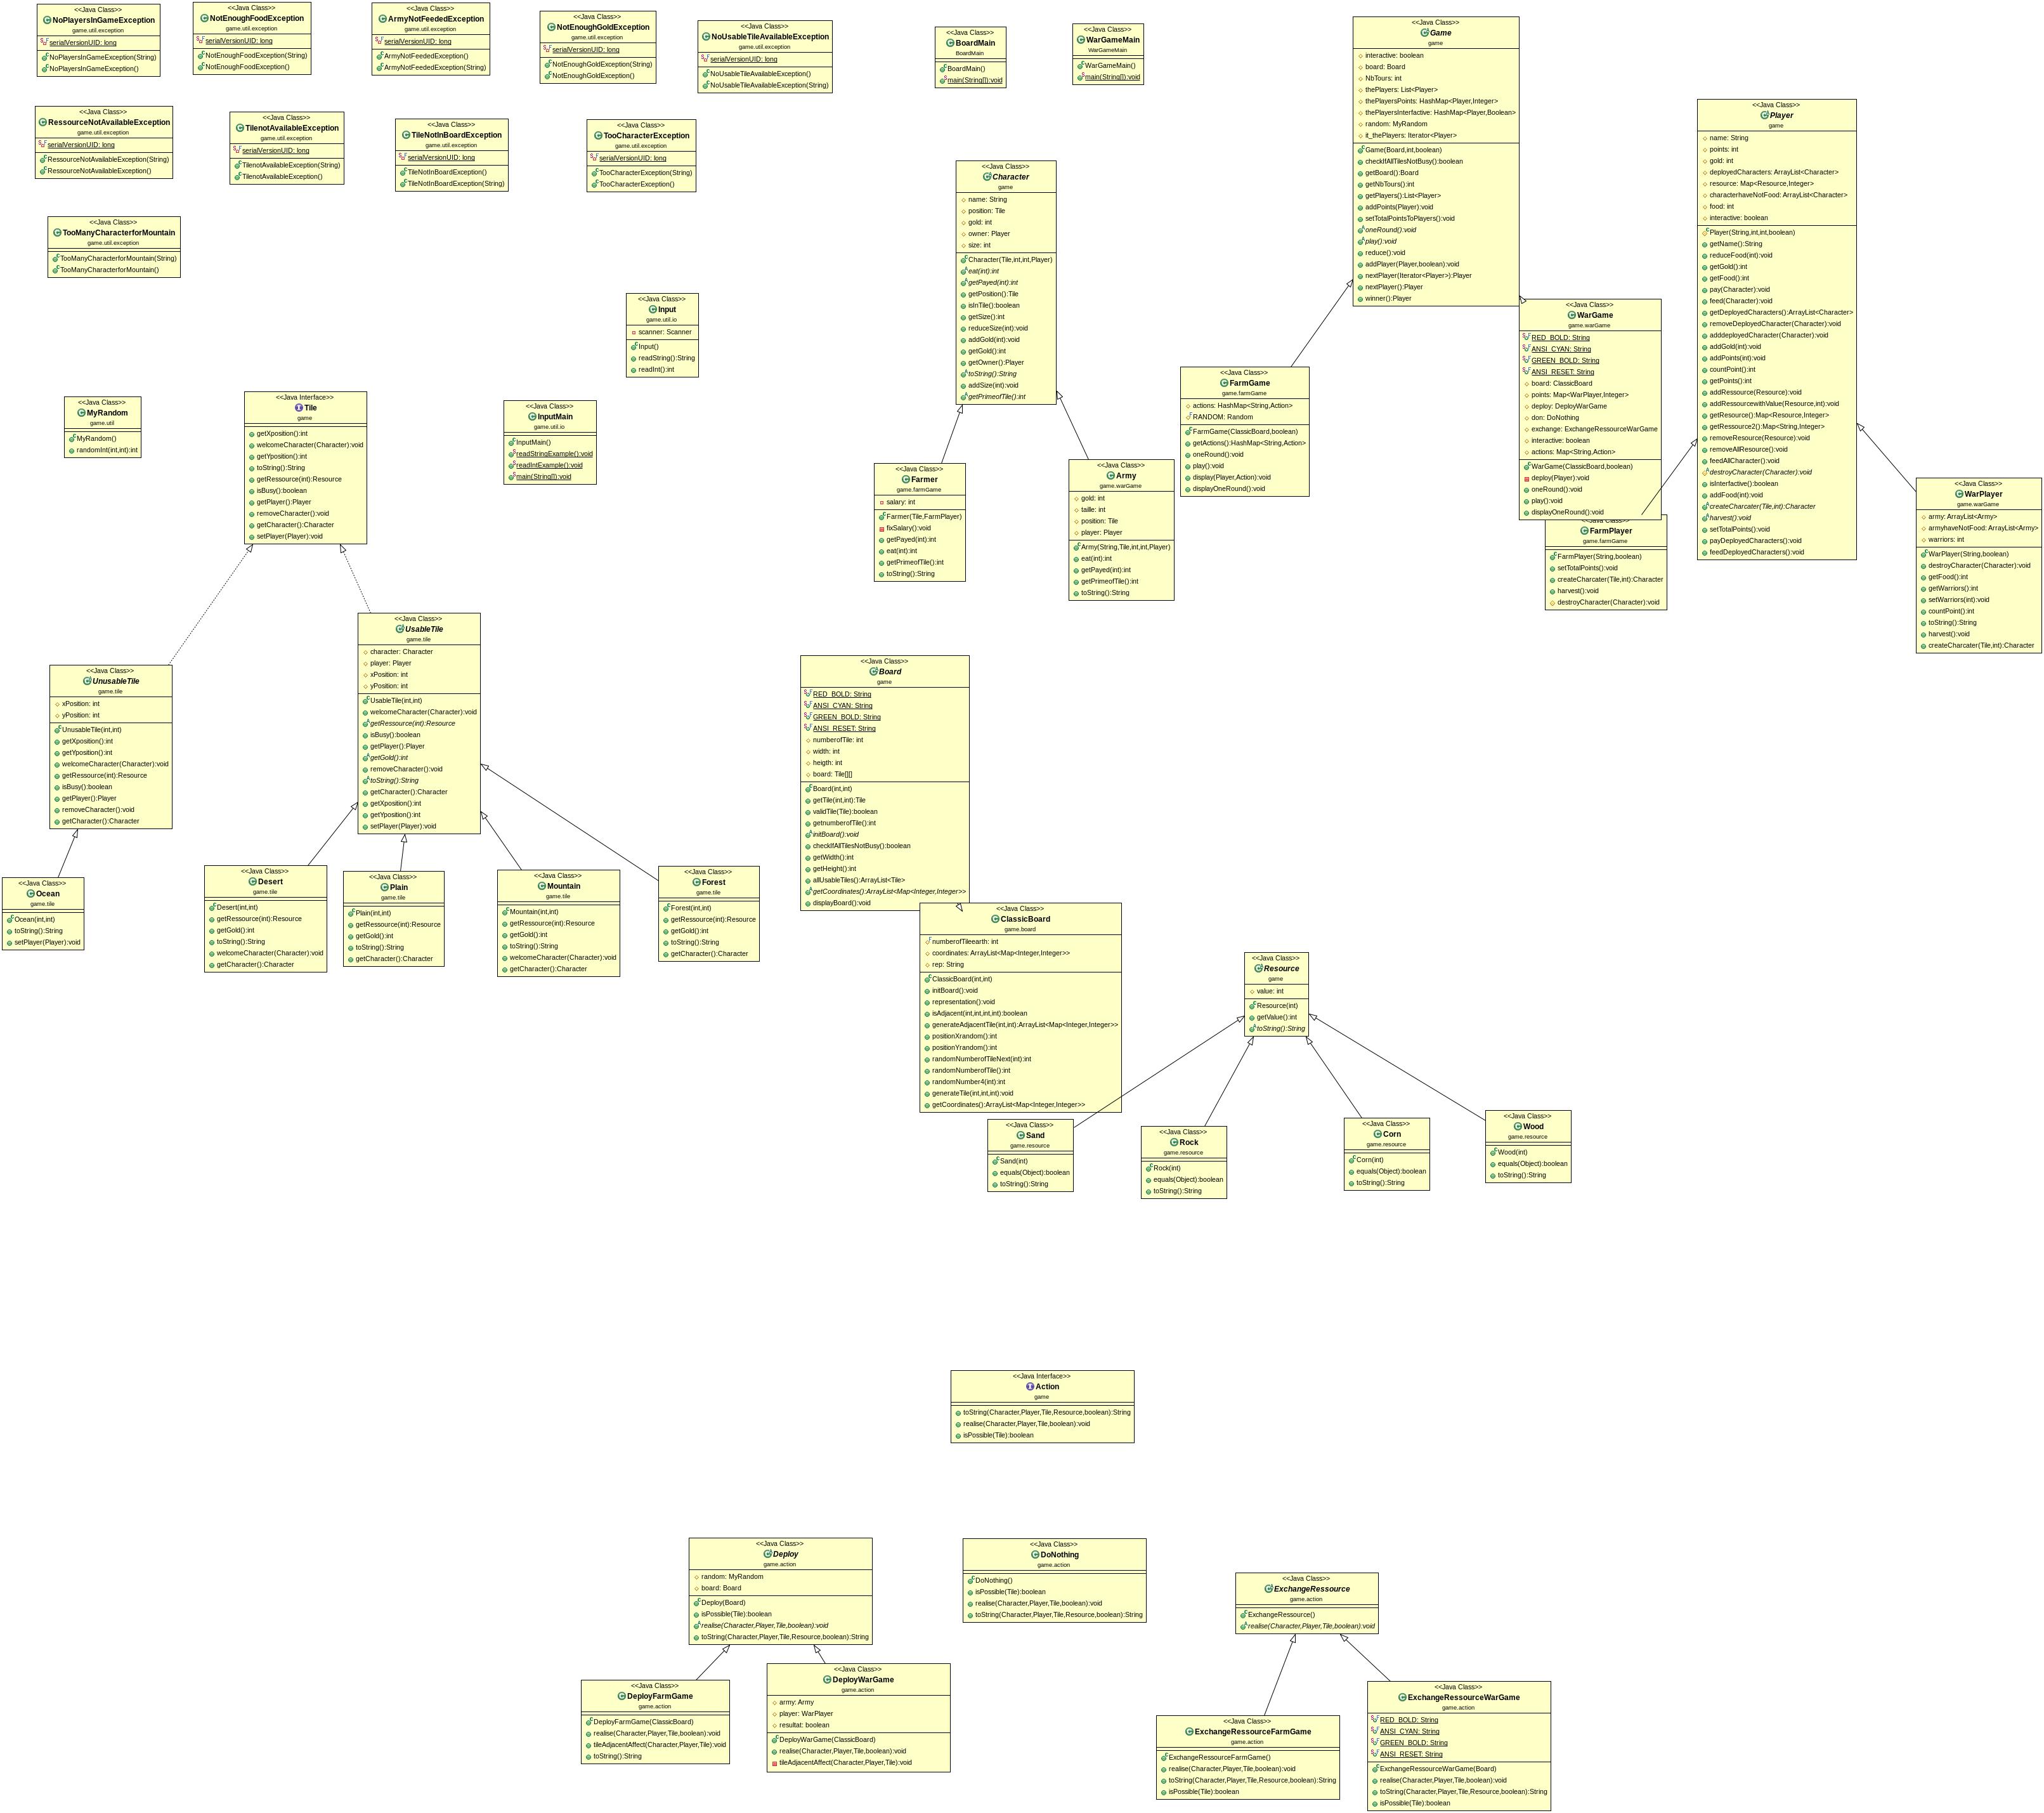 <<Java Class>>
NoPlayersInGameException
game.util.exception
serialVersionUID: long
NoPlayersInGameException(String)
NoPlayersInGameException()
<<Java Class>>
NotEnoughFoodException
game.util.exception
serialVersionUID: long
NotEnoughFoodException(String)
NotEnoughFoodException()
<<Java Class>>
ArmyNotFeededException
game.util.exception
serialVersionUID: long
ArmyNotFeededException()
ArmyNotFeededException(String)
<<Java Class>>
NotEnoughGoldException
game.util.exception
serialVersionUID: long
NotEnoughGoldException(String)
NotEnoughGoldException()
<<Java Class>>
NoUsableTileAvailableException
game.util.exception
serialVersionUID: long
NoUsableTileAvailableException()
NoUsableTileAvailableException(String)
<<Java Class>>
BoardMain
BoardMain
BoardMain()
main(String[]):void
<<Java Class>>
WarGameMain
WarGameMain
WarGameMain()
main(String[]):void
<<Java Class>>
Game
game
interactive: boolean
board: Board
NbTours: int
thePlayers: List<Player>
thePlayersPoints: HashMap<Player,Integer>
thePlayersInterfactive: HashMap<Player,Boolean>
random: MyRandom
it_thePlayers: Iterator<Player>
Game(Board,int,boolean)
checkIfAllTilesNotBusy():boolean
getBoard():Board
getNbTours():int
getPlayers():List<Player>
addPoints(Player):void
setTotalPointsToPlayers():void
oneRound():void
play():void
reduce():void
addPlayer(Player,boolean):void
nextPlayer(Iterator<Player>):Player
nextPlayer():Player
winner():Player
<<Java Class>>
Player
game
name: String
points: int
gold: int
deployedCharacters: ArrayList<Character>
resource: Map<Resource,Integer>
characterhaveNotFood: ArrayList<Character>
food: int
interactive: boolean
Player(String,int,int,boolean)
getName():String
reduceFood(int):void
getGold():int
getFood():int
pay(Character):void
feed(Character):void
getDeployedCharacters():ArrayList<Character>
removeDeployedCharacter(Character):void
adddeployedCharacter(Character):void
addGold(int):void
addPoints(int):void
countPoint():int
getPoints():int
addRessource(Resource):void
addRessourcewithValue(Resource,int):void
getResource():Map<Resource,Integer>
getRessource2():Map<String,Integer>
removeResource(Resource):void
removeAllResource():void
feedAllCharacter():void
destroyCharacter(Character):void
isInteractive():boolean
addFood(int):void
createCharcater(Tile,int):Character
harvest():void
setTotalPoints():void
payDeployedCharacters():void
feedDeployedCharacters():void
<<Java Class>>
RessourceNotAvailableException
game.util.exception
serialVersionUID: long
RessourceNotAvailableException(String)
RessourceNotAvailableException()
<<Java Class>>
TilenotAvailableException
game.util.exception
serialVersionUID: long
TilenotAvailableException(String)
TilenotAvailableException()
<<Java Class>>
TileNotInBoardException
game.util.exception
serialVersionUID: long
TileNotInBoardException()
TileNotInBoardException(String)
<<Java Class>>
TooCharacterException
game.util.exception
serialVersionUID: long
TooCharacterException(String)
TooCharacterException()
<<Java Class>>
Character
game
name: String
position: Tile
gold: int
owner: Player
size: int
Character(Tile,int,int,Player)
eat(int):int
getPayed(int):int
getPosition():Tile
isInTile():boolean
getSize():int
reduceSize(int):void
addGold(int):void
getGold():int
getOwner():Player
toString():String
addSize(int):void
getPrimeofTile():int
<<Java Class>>
TooManyCharacterforMountain
game.util.exception
TooManyCharacterforMountain(String)
TooManyCharacterforMountain()
<<Java Class>>
Input
game.util.io
scanner: Scanner
Input()
readString():String
readInt():int
<<Java Class>>
WarGame
game.warGame
RED_BOLD: String
ANSI_CYAN: String
GREEN_BOLD: String
ANSI_RESET: String
board: ClassicBoard
points: Map<WarPlayer,Integer>
deploy: DeployWarGame
don: DoNothing
exchange: ExchangeRessourceWarGame
interactive: boolean
actions: Map<String,Action>
WarGame(ClassicBoard,boolean)
deploy(Player):void
oneRound():void
play():void
displayOneRound():void
<<Java Class>>
FarmGame
game.farmGame
actions: HashMap<String,Action>
RANDOM: Random
FarmGame(ClassicBoard,boolean)
getActions():HashMap<String,Action>
oneRound():void
play():void
display(Player,Action):void
displayOneRound():void
<<Java Class>>
MyRandom
game.util
MyRandom()
randomInt(int,int):int
<<Java Interface>>
Tile
game
getXposition():int
welcomeCharacter(Character):void
getYposition():int
toString():String
getRessource(int):Resource
isBusy():boolean
getPlayer():Player
removeCharacter():void
getCharacter():Character
setPlayer(Player):void
<<Java Class>>
InputMain
game.util.io
InputMain()
readStringExample():void
readIntExample():void
main(String[]):void
<<Java Class>>
Farmer
game.farmGame
salary: int
Farmer(Tile,FarmPlayer)
fixSalary():void
getPayed(int):int
eat(int):int
getPrimeofTile():int
toString():String
<<Java Class>>
Army
game.warGame
gold: int
taille: int
position: Tile
player: Player
Army(String,Tile,int,int,Player)
eat(int):int
getPayed(int):int
getPrimeofTile():int
toString():String
<<Java Class>>
FarmPlayer
game.farmGame
FarmPlayer(String,boolean)
setTotalPoints():void
createCharcater(Tile,int):Character
harvest():void
destroyCharacter(Character):void
<<Java Class>>
WarPlayer
game.warGame
army: ArrayList<Army>
armyhaveNotFood: ArrayList<Army>
warriors: int
WarPlayer(String,boolean)
destroyCharacter(Character):void
getFood():int
getWarriors():int
setWarriors(int):void
countPoint():int
toString():String
harvest():void
createCharcater(Tile,int):Character
<<Java Class>>
UsableTile
game.tile
character: Character
player: Player
xPosition: int
yPosition: int
UsableTile(int,int)
welcomeCharacter(Character):void
getRessource(int):Resource
isBusy():boolean
getPlayer():Player
getGold():int
removeCharacter():void
toString():String
getCharacter():Character
getXposition():int
getYposition():int
setPlayer(Player):void
<<Java Class>>
UnusableTile
game.tile
xPosition: int
yPosition: int
UnusableTile(int,int)
getXposition():int
getYposition():int
welcomeCharacter(Character):void
getRessource(int):Resource
isBusy():boolean
getPlayer():Player
removeCharacter():void
getCharacter():Character
<<Java Class>>
Board
game
RED_BOLD: String
ANSI_CYAN: String
GREEN_BOLD: String
ANSI_RESET: String
numberofTile: int
width: int
heigth: int
board: Tile[][]
Board(int,int)
getTile(int,int):Tile
validTile(Tile):boolean
getnumberofTile():int
initBoard():void
checkIfAllTilesNotBusy():boolean
getWidth():int
getHeight():int
allUsableTiles():ArrayList<Tile>
getCoordinates():ArrayList<Map<Integer,Integer>>
displayBoard():void
<<Java Class>>
Ocean
game.tile
Ocean(int,int)
toString():String
setPlayer(Player):void
<<Java Class>>
Desert
game.tile
Desert(int,int)
getRessource(int):Resource
getGold():int
toString():String
welcomeCharacter(Character):void
getCharacter():Character
<<Java Class>>
Plain
game.tile
Plain(int,int)
getRessource(int):Resource
getGold():int
toString():String
getCharacter():Character
<<Java Class>>
Mountain
game.tile
Mountain(int,int)
getRessource(int):Resource
getGold():int
toString():String
welcomeCharacter(Character):void
getCharacter():Character
<<Java Class>>
Forest
game.tile
Forest(int,int)
getRessource(int):Resource
getGold():int
toString():String
getCharacter():Character
<<Java Class>>
ClassicBoard
game.board
numberofTileearth: int
coordinates: ArrayList<Map<Integer,Integer>>
rep: String
ClassicBoard(int,int)
initBoard():void
representation():void
isAdjacent(int,int,int,int):boolean
generateAdjacentTile(int,int):ArrayList<Map<Integer,Integer>>
positionXrandom():int
positionYrandom():int
randomNumberofTileNext(int):int
randomNumberofTile():int
randomNumber4(int):int
generateTile(int,int,int):void
getCoordinates():ArrayList<Map<Integer,Integer>>
<<Java Class>>
Resource
game
value: int
Resource(int)
getValue():int
toString():String
<<Java Class>>
Sand
game.resource
Sand(int)
equals(Object):boolean
toString():String
<<Java Class>>
Rock
game.resource
Rock(int)
equals(Object):boolean
toString():String
<<Java Class>>
Corn
game.resource
Corn(int)
equals(Object):boolean
toString():String
<<Java Class>>
Wood
game.resource
Wood(int)
equals(Object):boolean
toString():String
<<Java Interface>>
Action
game
toString(Character,Player,Tile,Resource,boolean):String
realise(Character,Player,Tile,boolean):void
isPossible(Tile):boolean
<<Java Class>>
Deploy
game.action
random: MyRandom
board: Board
Deploy(Board)
isPossible(Tile):boolean
realise(Character,Player,Tile,boolean):void
toString(Character,Player,Tile,Resource,boolean):String
<<Java Class>>
DoNothing
game.action
DoNothing()
isPossible(Tile):boolean
realise(Character,Player,Tile,boolean):void
toString(Character,Player,Tile,Resource,boolean):String
<<Java Class>>
ExchangeRessource
game.action
ExchangeRessource()
realise(Character,Player,Tile,boolean):void
<<Java Class>>
DeployFarmGame
game.action
DeployFarmGame(ClassicBoard)
realise(Character,Player,Tile,boolean):void
tileAdjacentAffect(Character,Player,Tile):void
toString():String
<<Java Class>>
DeployWarGame
game.action
army: Army
player: WarPlayer
resultat: boolean
DeployWarGame(ClassicBoard)
realise(Character,Player,Tile,boolean):void
tileAdjacentAffect(Character,Player,Tile):void
<<Java Class>>
ExchangeRessourceFarmGame
game.action
ExchangeRessourceFarmGame()
realise(Character,Player,Tile,boolean):void
toString(Character,Player,Tile,Resource,boolean):String
isPossible(Tile):boolean
<<Java Class>>
ExchangeRessourceWarGame
game.action
RED_BOLD: String
ANSI_CYAN: String
GREEN_BOLD: String
ANSI_RESET: String
ExchangeRessourceWarGame(Board)
realise(Character,Player,Tile,boolean):void
toString(Character,Player,Tile,Resource,boolean):String
isPossible(Tile):boolean